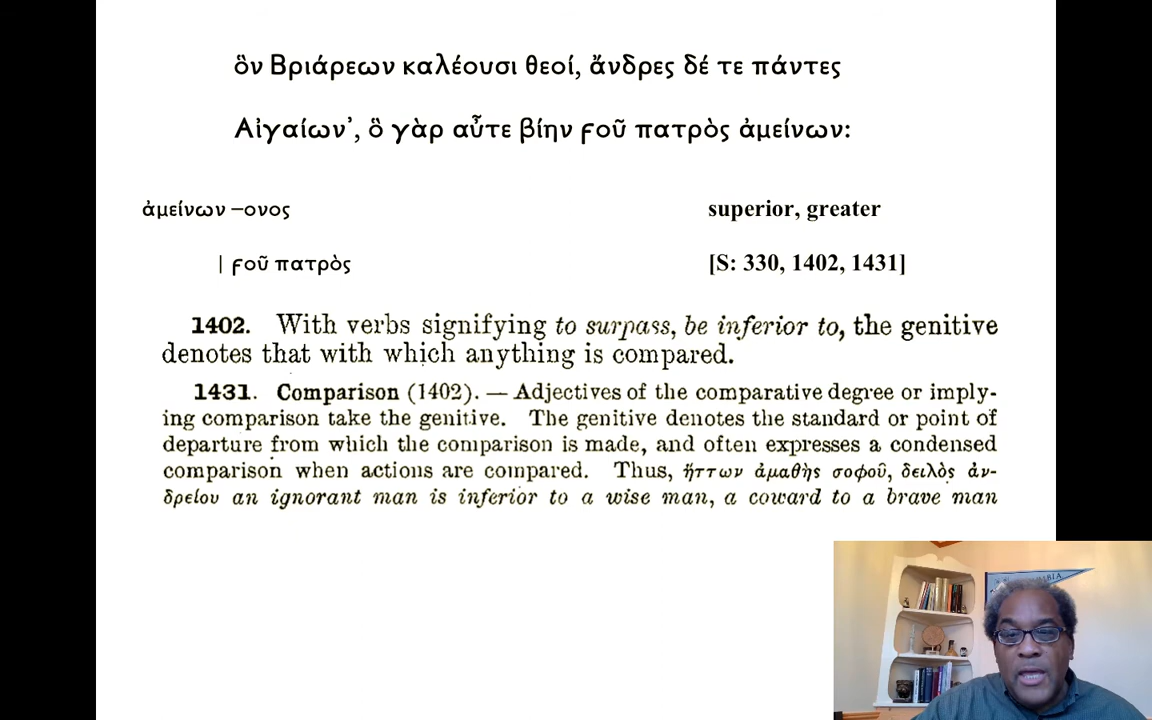 ὃν Βριάρεων καλέουσι θεοί, ἄνδρες δέ τε πάντες
Αἰγαίων’, ὃ γὰρ αὖτε βίην ϝοῦ πατρὸς ἀμείνων:
ἀμείνων –ονος superior, greater
| ϝοῦ πατρὸς [S: 330, 1402, 1431]
1402. With verbs signifying to surpass, be inferior to, the genitive
denotes that with which anything is compared.
1431. Comparison (1402). — Adjectives of the comparative degree or imply-
ing comparison take the genitive. The genitive denotes the standard or point of
departure from which the comparison is made, and often expresses a condensed
comparison when actions are compared. Thus, ἥττων ἀμαθὴς σοφοῦ, δειλὸς ἀν-
δρείου an ignorant man is inferior to a wise man, a coward to a brave man